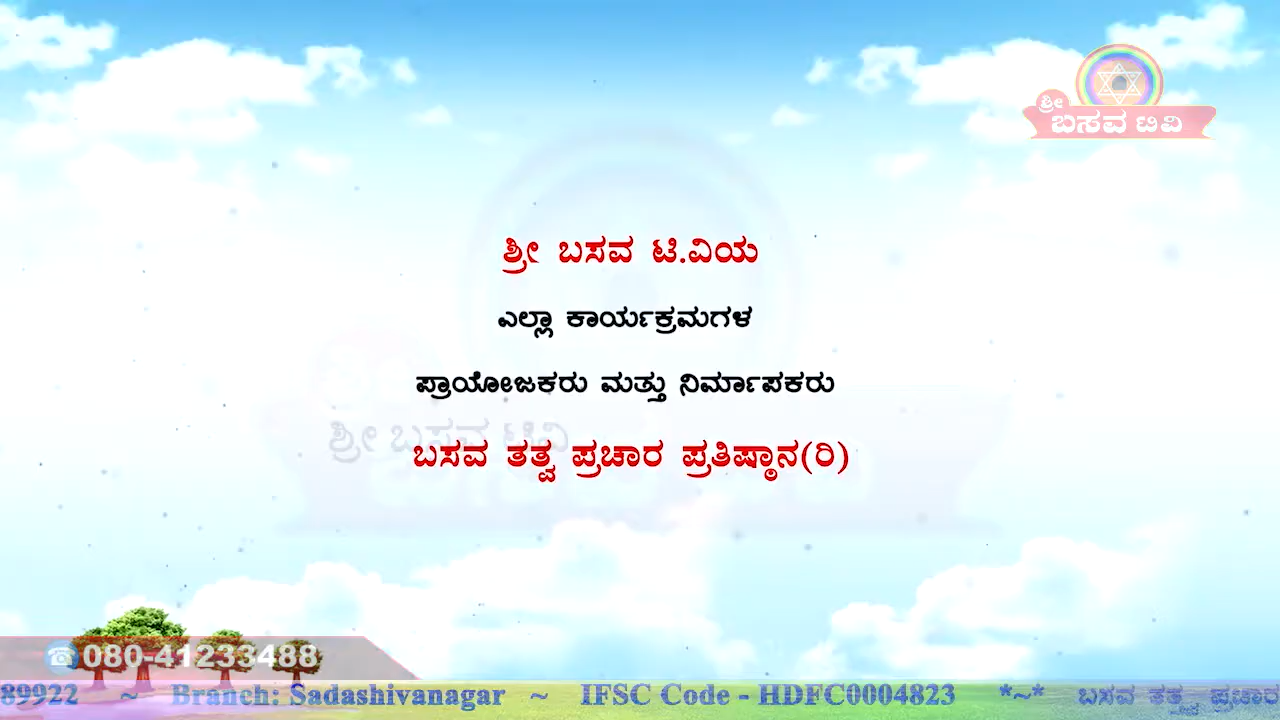 ಶ್ರೀ
ಬಸವ ಟಿವಿ
ಶ್ರೀ ಬಸವ ಟಿ.ವಿಯ
ಎಲ್ಲಾ ಕಾರ್ಯಕ್ರಮಗಳ
ಪ್ರಾಯೋಜಕರು ಮತ್ತು ನಿರ್ಮಾಪಕರು
ಶ್ರೀ ಬಸವ ಟಿವಿ
ಬಸವ ತತ್ವ ಪ್ರಚಾರ ಪ್ರತಿಷ್ಠಾನ(ರಿ)
080-41233488
89922 ~ Branch: Sadashivanagar ~ IFSC Code - HDFC0004823 *~* ಬಸವ ತತ್ತ್ವ ಪ್ರಚಾರ